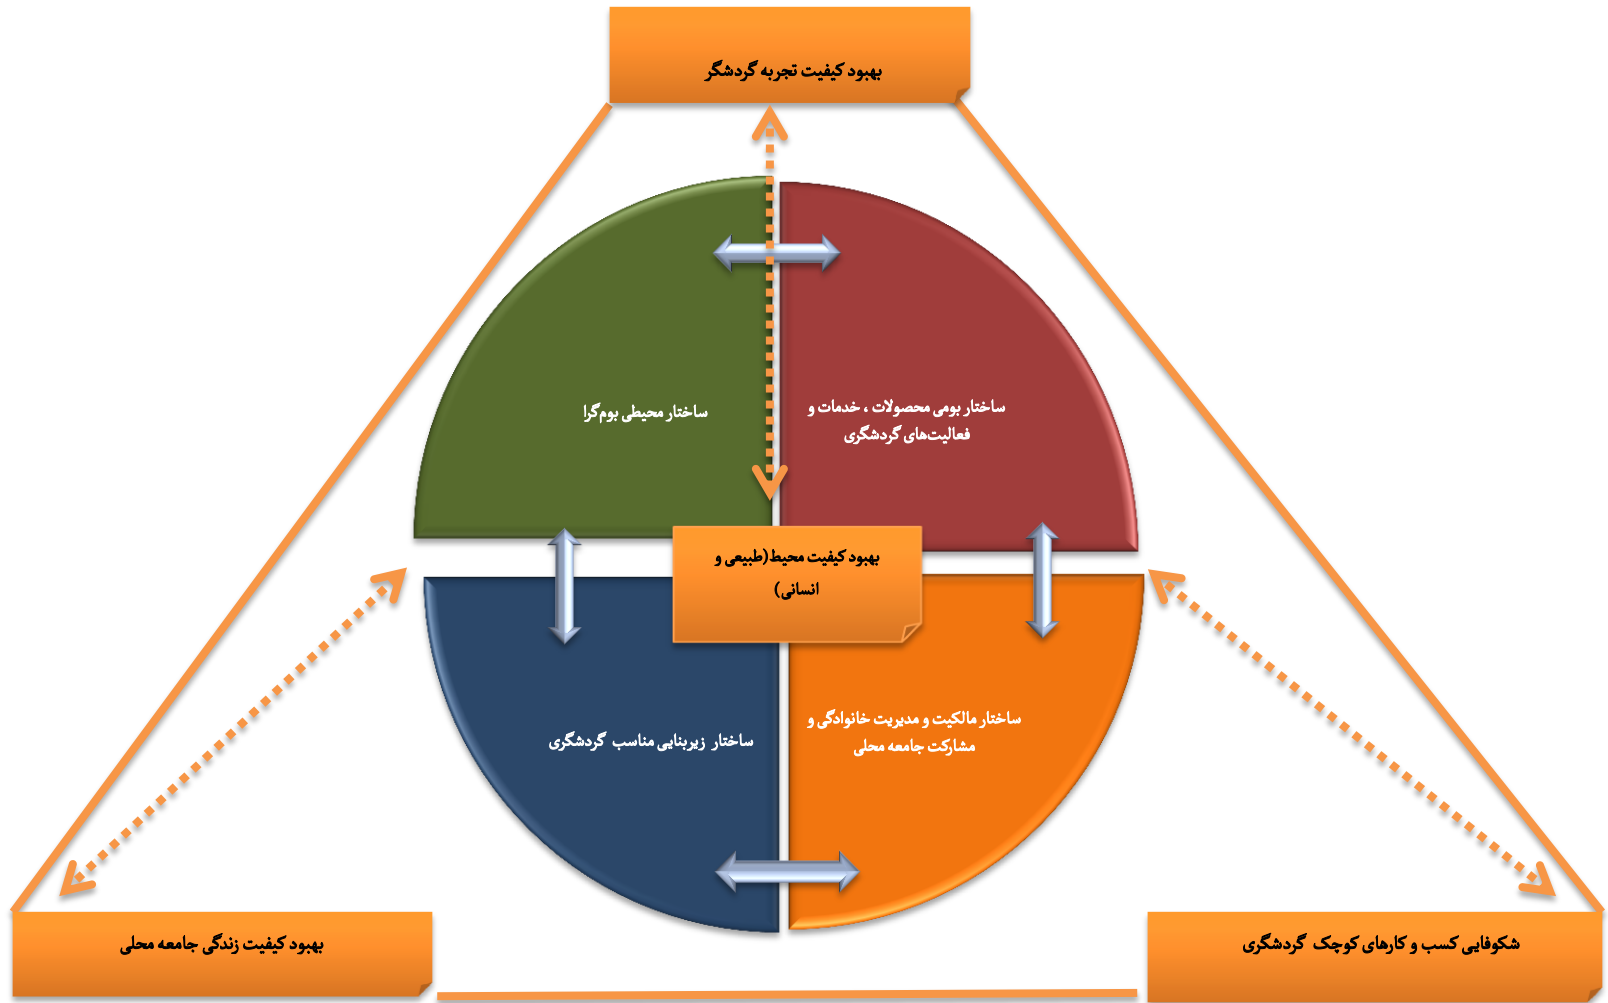 بهبود کیفیت تجربه گردشگر
ساختار بومی محصولات ، خدمات و
فعالیت‌های گردشگری
ساختار محیطی بوم‌گرا
بهبود کیفیت محیط(طبیعی و
انسانی)
ساختار مالکیت و مدیریت خانوادگی و
مشارکت جامعه محلی
ساختار زیربنایی مناسب گردشگری
شکوفایی کسب و کارهای کوچک گردشگری
بهبود کیفیت زندگی جامعه محلی